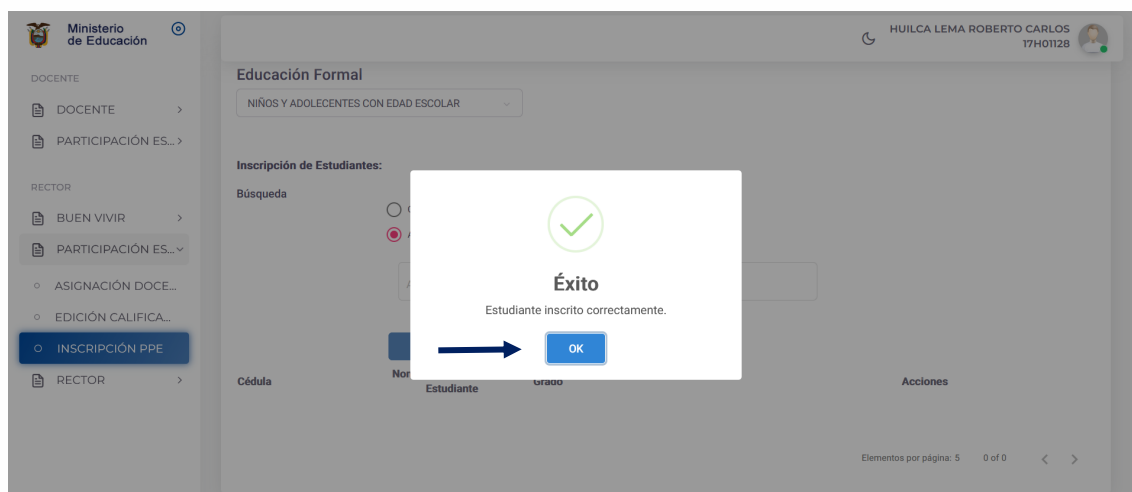 Ministerio
de Educación
HUILCA LEMA ROBERTO CARLOS
17H01128
DOCENTE
DOCENTE
PARTICIPACIÓN ES...
RECTOR
BUEN VIVIR
PARTICIPACIÓN ES...
ASIGNACIÓN DOCE...
EDICIÓN CALIFICA...
INSCRIPCIÓN PPE
RECTOR
Educación Formal
NIÑOS Y ADOLECENTES CON EDAD ESCOLAR
Inscripción de Estudiantes:
Búsqueda
Éxito
Estudiante inscrito correctamente.
OK
Cédula
Estudiante
Grado
Acciones
Elementos por página: 5 0 of 0